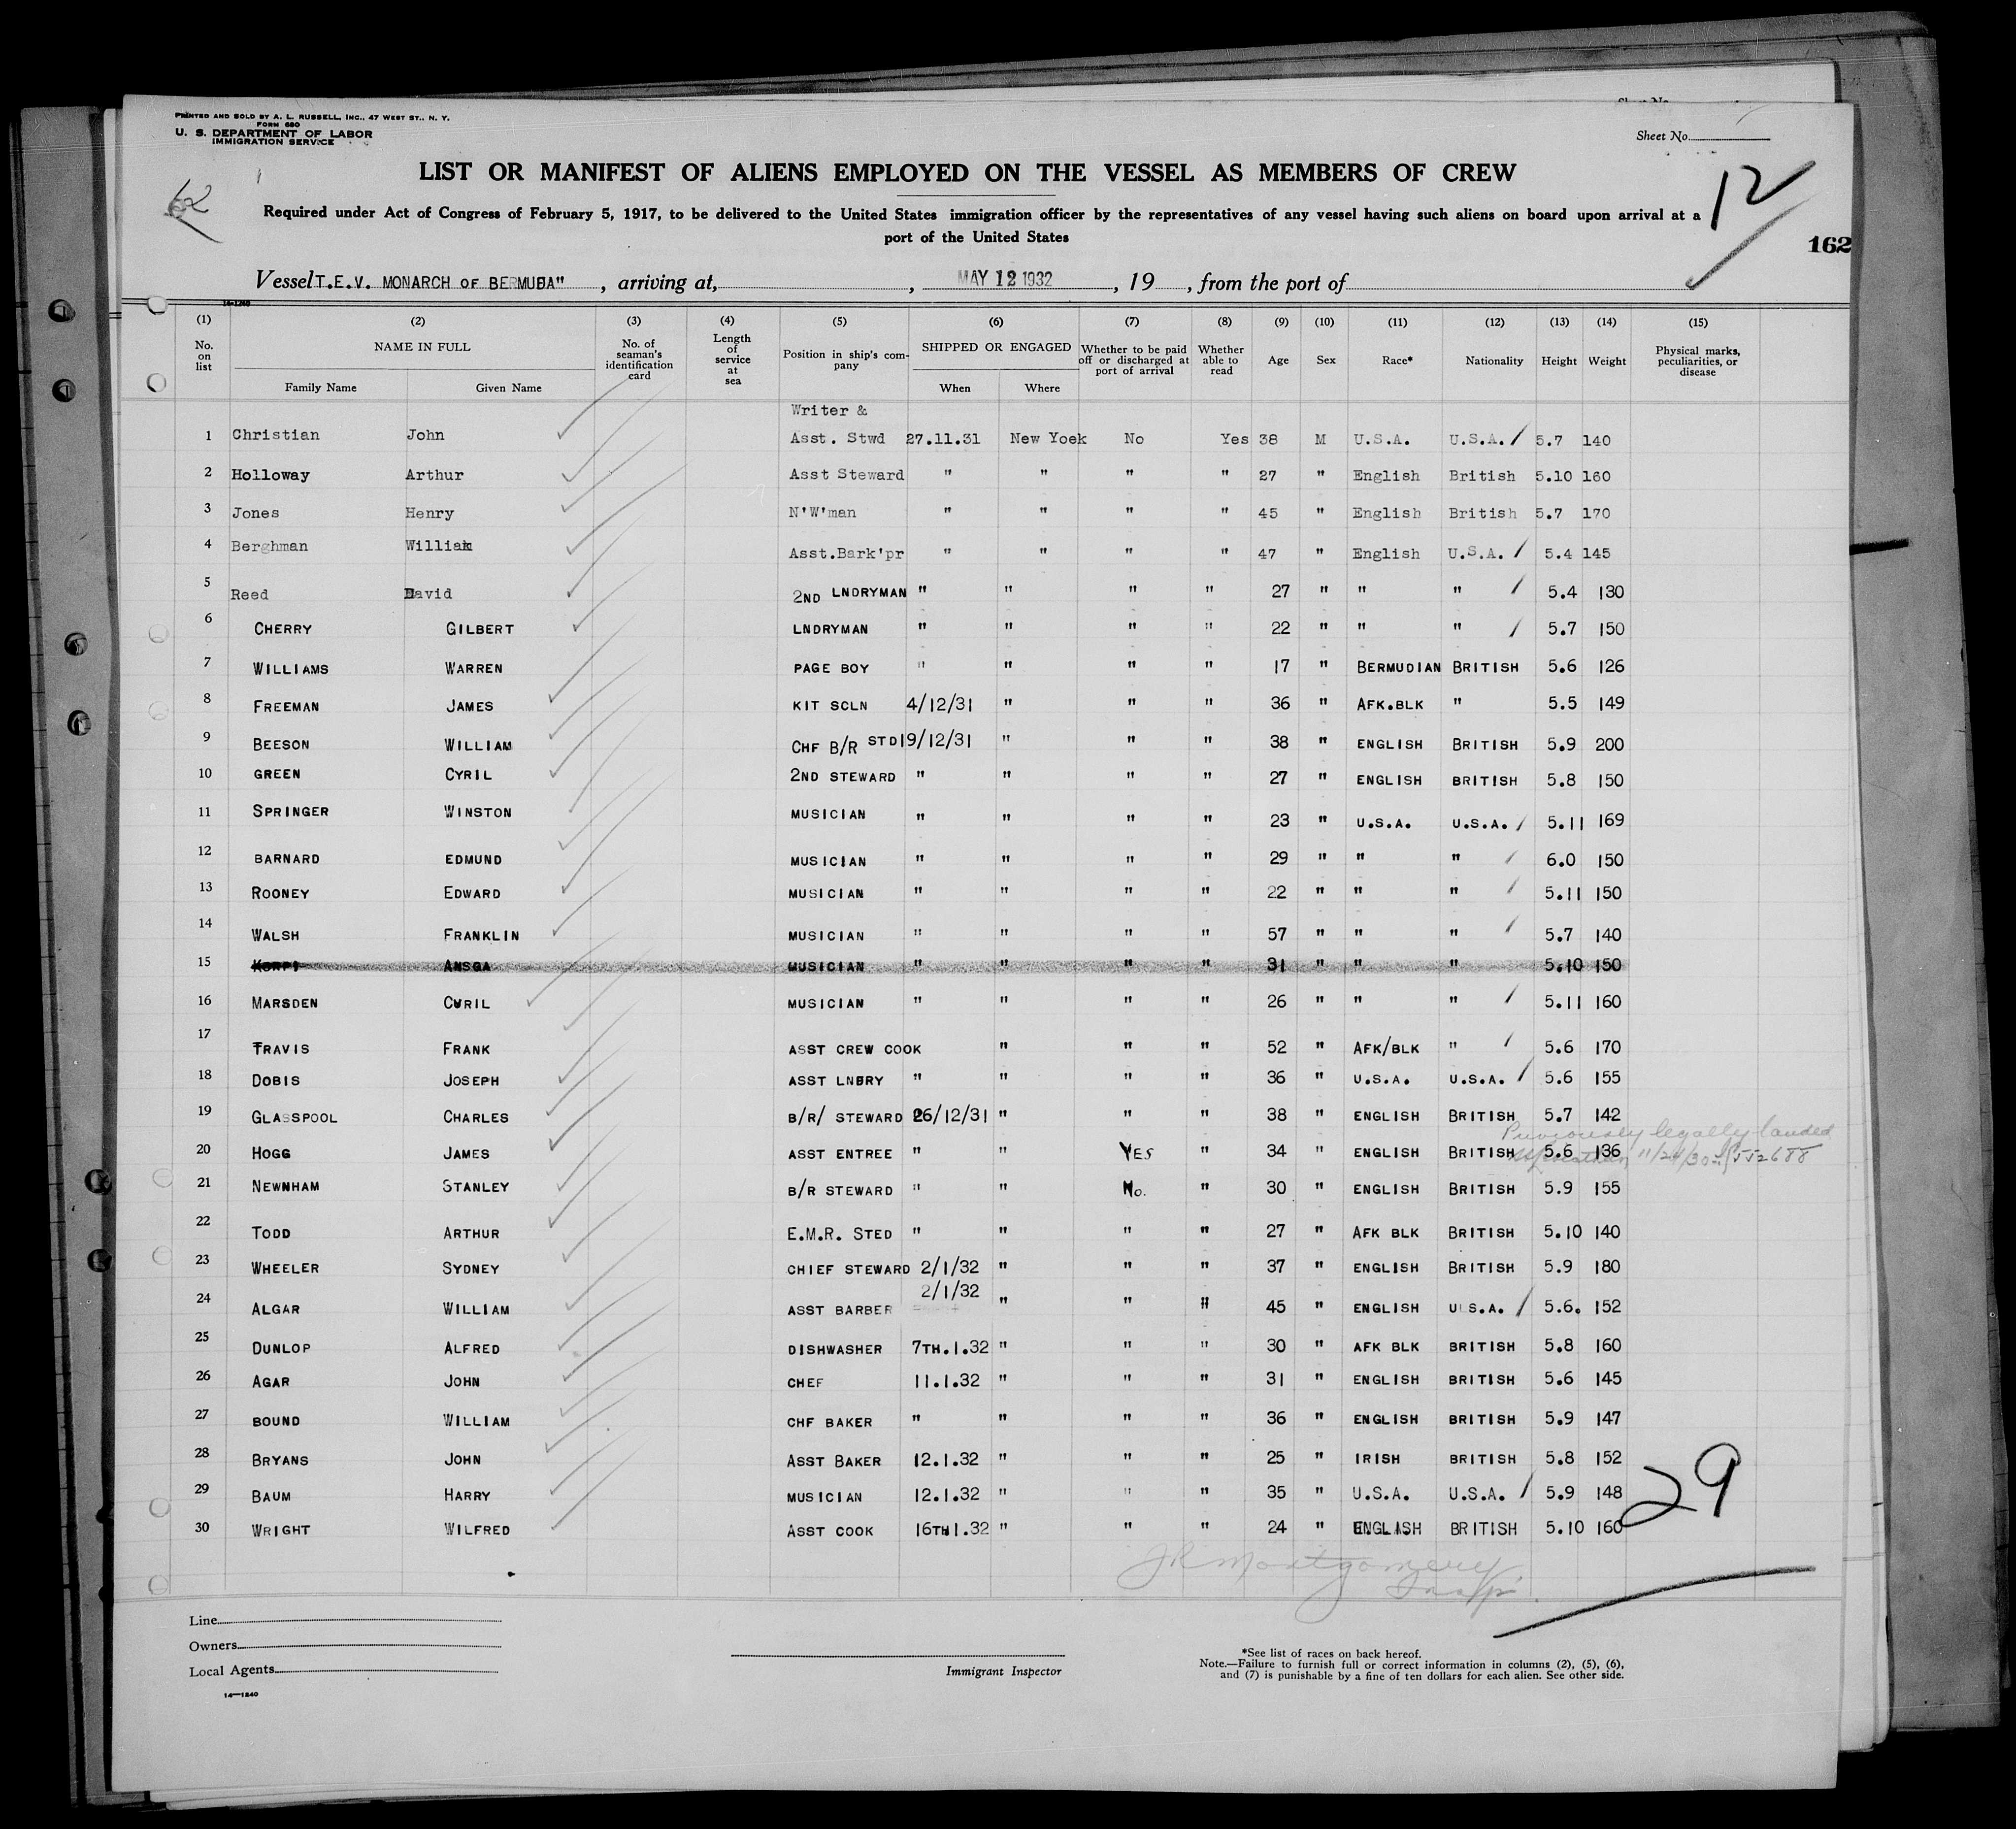 PRINTED AND SOLD BY A. L. RUSSELL, INC., 47 WEST ST., N. Y.
FORM 680
U. S. DEPARTMENT OF LABOR
IMMIGRATION SERVICE
Sheet No.
62
12
LIST OR MANIFEST OF ALIENS EMPLOYED ON THE VESSEL AS MEMBERS OF CREW
Required under Act of Congress of February 5, 1917, to be delivered to the United States immigration officer by the representatives of any vessel having such aliens on board upon arrival at a
port of the United States
162
Vessel T.E.V. MONARCH OF BERMUDA" , arriving at, , MAY 12 1932 , 19 , from the port of
14-1240
(1) (2) (3) (4) (5) (6) (7) (8) (9) (10) (11) (12) (13) (14) (15)
No. on list NAME IN FULL Family Name Given Name No. of seaman's identification card Length of service at sea Position in ship's company SHIPPED OR ENGAGED When Where Whether to be paid off or discharged at port of arrival Whether able to read Age Sex Race* Nationality Height Weight Physical marks, peculiarities, or disease
Writer &
1 Christian John Asst. Stwd 27.11.31 New Yoek No Yes 38 M U.S.A. U.S.A. 5.7 140
2 Holloway Arthur Asst Steward " " " " 27 " English British 5.10 160
3 Jones Henry N'W'man " " " " 45 " English British 5.7 170
4 Berghman William Asst.Bark'pr " " " " 47 " English U.S.A. 5.4 145
5 Reed David 2ND LNDRYMAN " " " " 27 " " " 5.4 130
6 CHERRY GILBERT LNDRYMAN " " " " 22 " " " 5.7 150
7 WILLIAMS WARREN PAGE BOY " " " " 17 " BERMUDIAN BRITISH 5.6 126
8 FREEMAN JAMES KIT SCLN 4/12/31 " " " 36 " AFK.BLK " 5.5 149
9 BEESON WILLIAM CHF B/R STD 19/12/31 " " " 38 " ENGLISH BRITISH 5.9 200
10 GREEN CYRIL 2ND STEWARD " " " " 27 " ENGLISH BRITISH 5.8 150
11 SPRINGER WINSTON MUSICIAN " " " " 23 " U.S.A. U.S.A. 5.11 169
12 BARNARD EDMUND MUSICIAN " " " " 29 " " " 6.0 150
13 ROONEY EDWARD MUSICIAN " " " " 22 " " " 5.11 150
14 WALSH FRANKLIN MUSICIAN " " " " 57 " " " 5.7 140
15 KORPI ANSGA MUSICIAN " " " " 31 " " " 5.10 150
16 MARSDEN CYRIL MUSICIAN " " " " 26 " " " 5.11 160
17 TRAVIS FRANK ASST CREW COOK " " " 52 " AFK/BLK " 5.6 170
18 DOBIS JOSEPH ASST LNDRY " " " " 36 " U.S.A. U.S.A. 5.6 155
19 GLASSPOOL CHARLES B/R/ STEWARD 26/12/31 " " " 38 " ENGLISH BRITISH 5.7 142
Previously legally landed
20 HOGG JAMES ASST ENTREE " " YES " 34 " ENGLISH BRITISH 5.6 136
21 NEWNHAM STANLEY B/R STEWARD " " No. " 30 " ENGLISH BRITISH 5.9 155
22 TODD ARTHUR E.M.R. STED " " " " 27 " AFK BLK BRITISH 5.10 140
23 WHEELER SYDNEY CHIEF STEWARD 2/1/32 " " " 37 " ENGLISH BRITISH 5.9 180
24 ALGAR WILLIAM ASST BARBER 2/1/32 " " " 45 " ENGLISH U.S.A. 5.6. 152
25 DUNLOP ALFRED DISHWASHER 7TH.1.32 " " " 30 " AFK BLK BRITISH 5.8 160
26 AGAR JOHN CHEF 11.1.32 " " " 31 " ENGLISH BRITISH 5.6 145
27 BOUND WILLIAM CHF BAKER " " " " 36 " ENGLISH BRITISH 5.9 147
28 BRYANS JOHN ASST BAKER 12.1.32 " " " 25 " IRISH BRITISH 5.8 152
29 BAUM HARRY MUSICIAN 12.1.32 " " " 35 " U.S.A. U.S.A. 5.9 148
30 WRIGHT WILFRED ASST COOK 16TH1.32 " " " 24 " ENGLASH BRITISH 5.10 160
29
JR Montgomery
Insp
Line
Owners
Local Agents
14-1240
Immigrant Inspector
*See list of races on back hereof.
Note.—Failure to furnish full or correct information in columns (2), (5), (6),
and (7) is punishable by a fine of ten dollars for each alien. See other side.